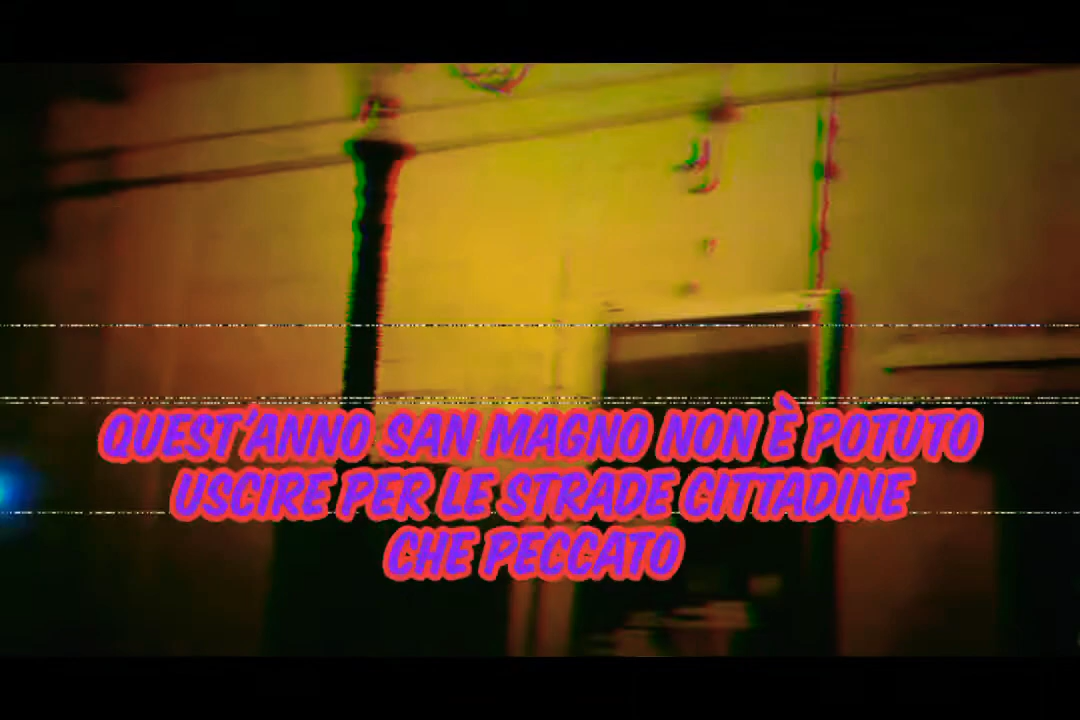 QUEST'ANNO SAN MAGNO NON È POTUTO
USCIRE PER LE STRADE CITTADINE
CHE PECCATO